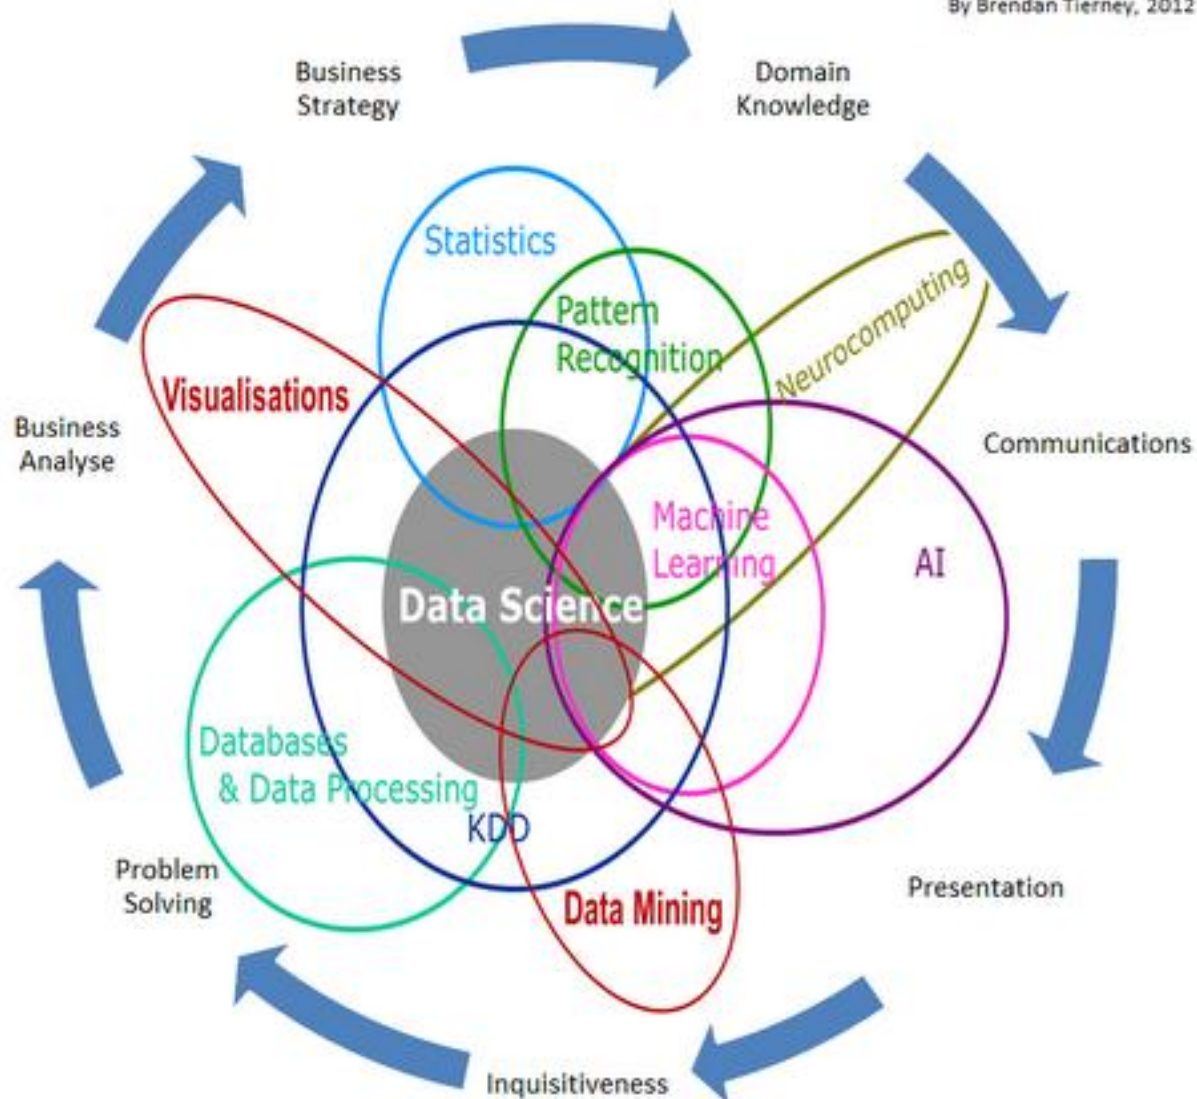 By Brendan Tierney, 2012
Business
Strategy
Domain
Knowledge
Statistics
Pattern
Recognition
Neurocomputing
Visualisations
Business
Analyse
Communications
Machine
Learning
AI
Data Science
Databases
& Data Processing
KDD
Problem
Solving
Presentation
Data Mining
Inquisitiveness